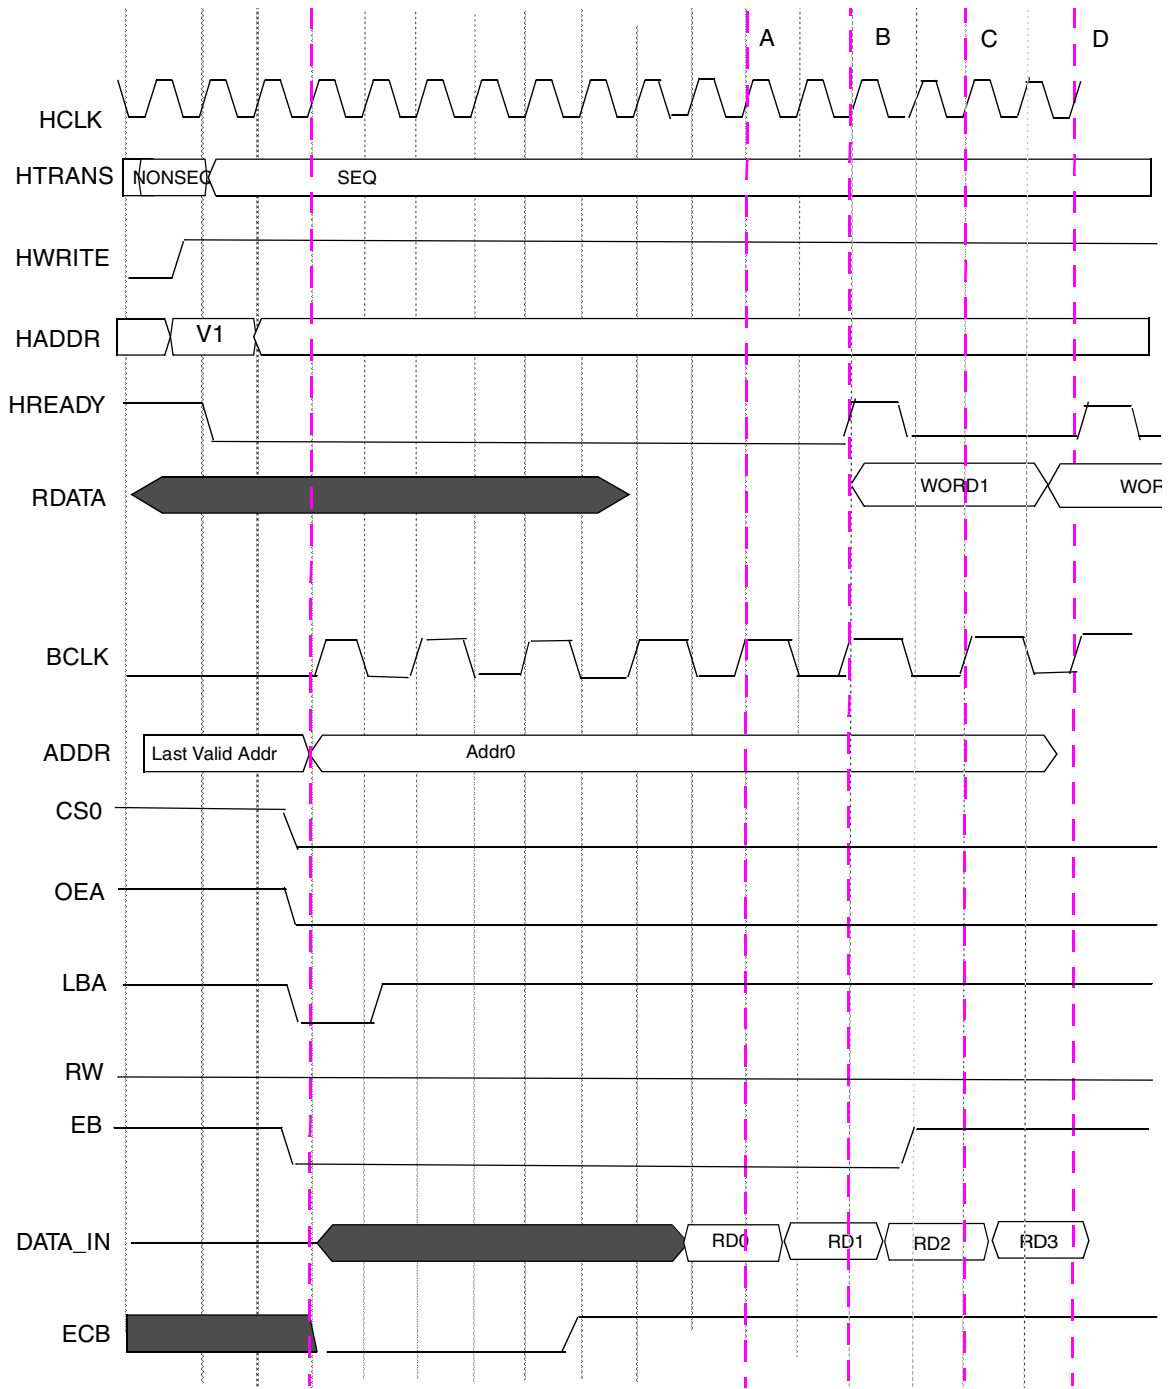 A B C D
HCLK
HTRANS NONSEQ SEQ
HWRITE
HADDR V1
HREADY
RDATA WORD1 WOR
BCLK
ADDR Last Valid Addr Addr0
CS0
OEA
LBA
RW
EB
DATA_IN RD0 RD1 RD2 RD3
ECB